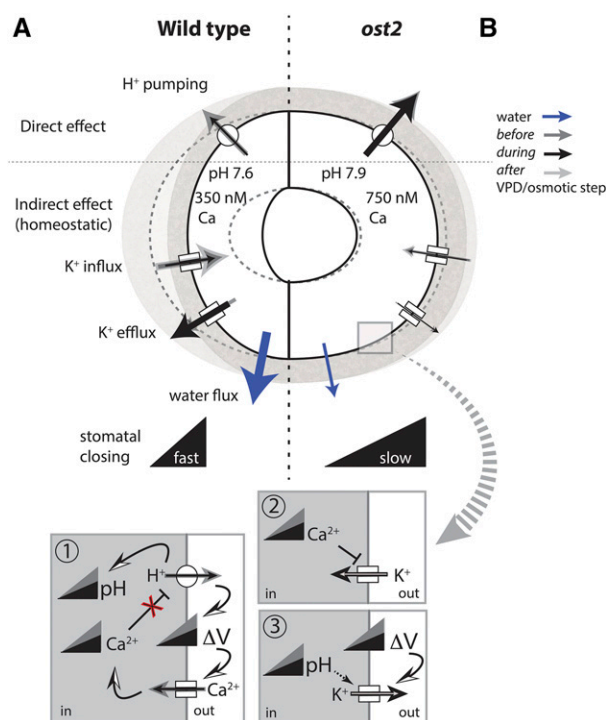 A
Wild type
ost2
B
H+ pumping
Direct effect
water
before
during
after
VPD/osmotic step
pH 7.6
pH 7.9
Indirect effect
(homeostatic)
350 nM
Ca
750 nM
Ca
K+ influx
K+ efflux
water flux
stomatal
closing
fast
slow
1
pH
H+
Ca2+
ΔV
Ca2+
in
out
2
Ca2+
K+
in
out
3
ΔV
pH
K+
in
out